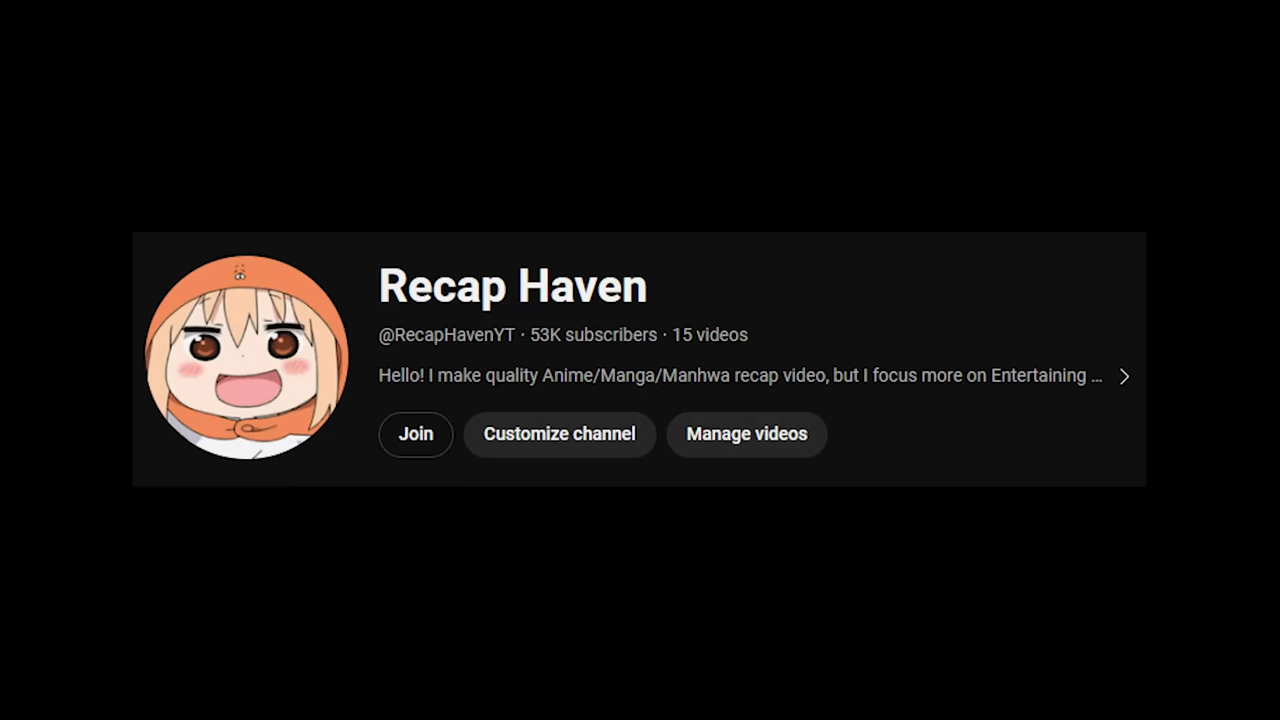 Recap Haven
@RecapHavenYT · 53K subscribers · 15 videos
Hello! I make quality Anime/Manga/Manhwa recap video, but I focus more on Entertaining ...
Join Customize channel Manage videos